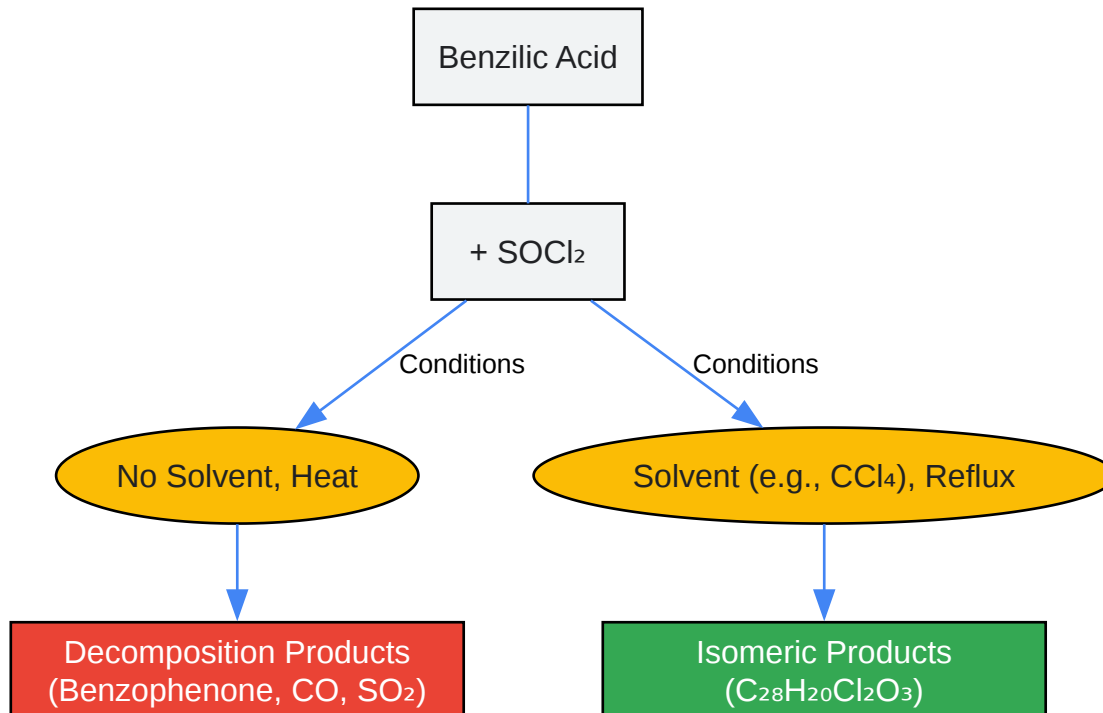 Benzilic Acid
+ SOCl₂
Conditions
Conditions
No Solvent, Heat
Solvent (e.g., CCl₄), Reflux
Decomposition Products
(Benzophenone, CO, SO₂)
Isomeric Products
(C₂₈H₂₀Cl₂O₃)